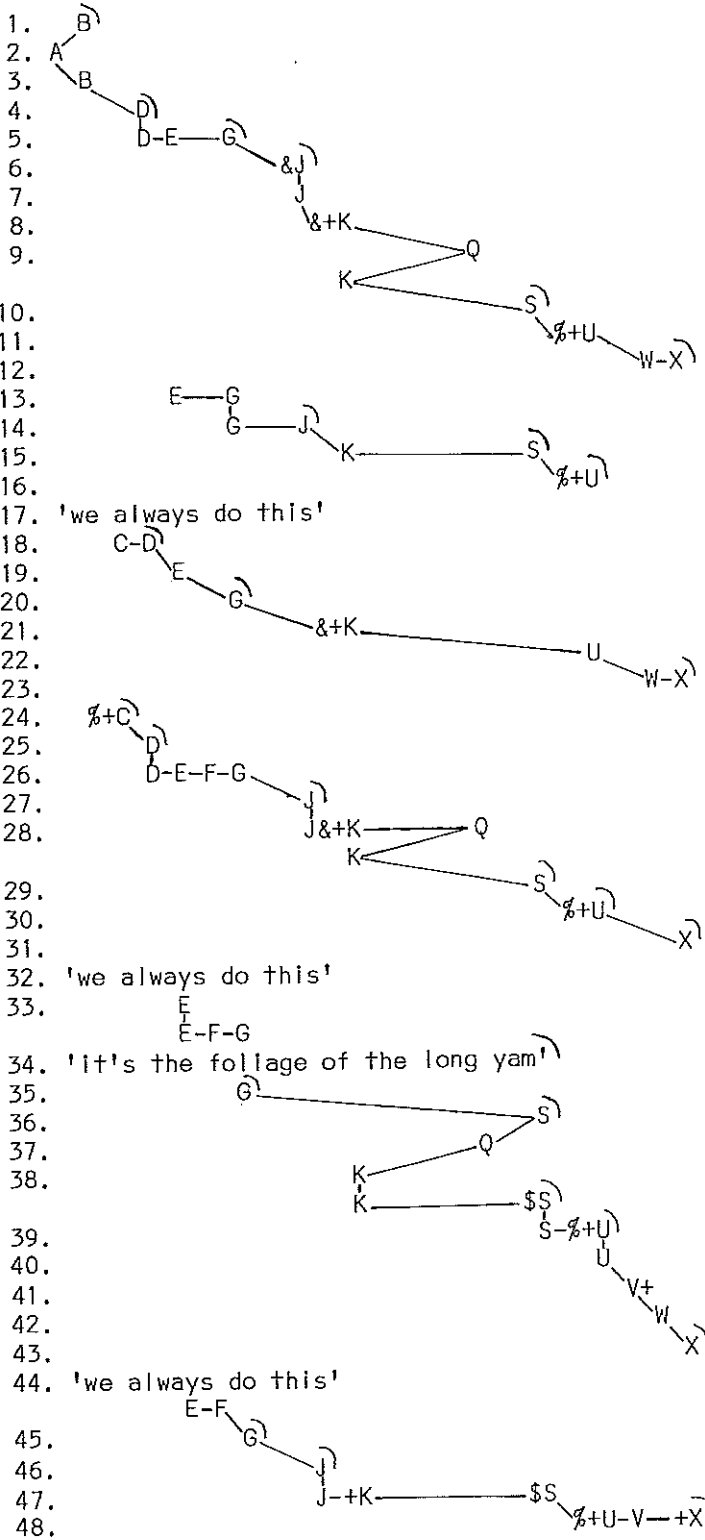 1. B
2. A
3. B
4. D
5. D-E—G
6. &J
7. J
8. &+K
9. Q
K
10. S
11. %+U
12. W-X
13. E—G
14. G—J
15. K—S
16. %+U
17. 'we always do this'
18. C-D
19. E
20. G
21. &+K
22. U
23. W-X
24. %+C
25. D
26. D-E-F-G
27. J
28. J&+K—Q
K
29. S
30. %+U
31. X
32. 'we always do this'
33. E
E-F-G
34. 'it's the foliage of the long yam'
35. G
36. S
37. Q
38. K
K—$S
39. S-%+U
40. U
41. V+
42. W
43. X
44. 'we always do this'
E-F
45. G
46. J
47. J-+K—$S
48. %+U-V—+X